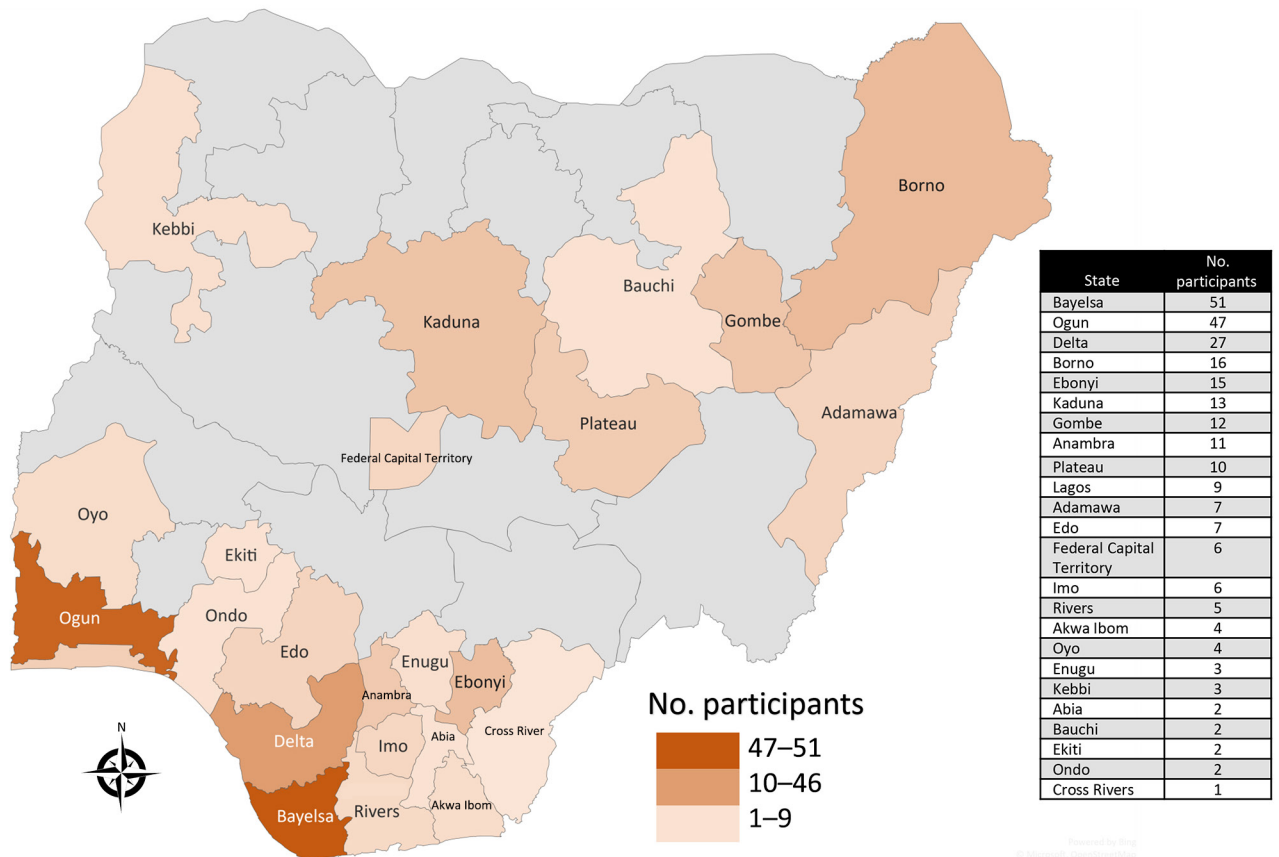 Borno
Kebbi
Bauchi
Kaduna
Gombe
Adamawa
Plateau
Federal Capital Territory
Oyo
Ekiti
Ogun
Ondo
Edo
Enugu
Ebonyi
Anambra
Cross River
Delta
Imo
Abia
Bayelsa
Rivers
Akwa Ibom
N
No. participants
47–51
10–46
1–9
State No. participants
Bayelsa 51
Ogun 47
Delta 27
Borno 16
Ebonyi 15
Kaduna 13
Gombe 12
Anambra 11
Plateau 10
Lagos 9
Adamawa 7
Edo 7
Federal Capital Territory 6
Imo 6
Rivers 5
Akwa Ibom 4
Oyo 4
Enugu 3
Kebbi 3
Abia 2
Bauchi 2
Ekiti 2
Ondo 2
Cross Rivers 1
Powered by Bing
© Microsoft, OpenStreetMap